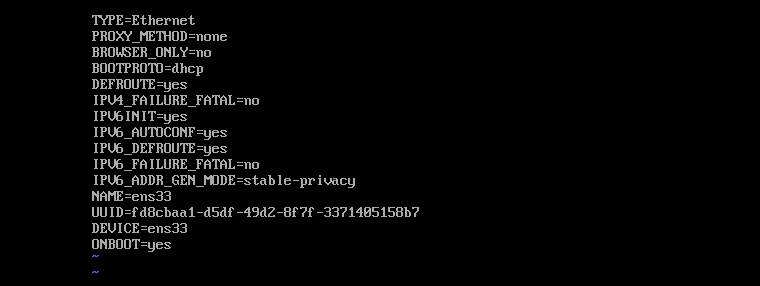 TYPE=Ethernet
PROXY_METHOD=none
BROWSER_ONLY=no
BOOTPROTO=dhcp
DEFROUTE=yes
IPV4_FAILURE_FATAL=no
IPV6INIT=yes
IPV6_AUTOCONF=yes
IPV6_DEFROUTE=yes
IPV6_FAILURE_FATAL=no
IPV6_ADDR_GEN_MODE=stable-privacy
NAME=ens33
UUID=fd8cbaa1-d5df-49d2-8f7f-3371405158b7
DEVICE=ens33
ONBOOT=yes
~
~